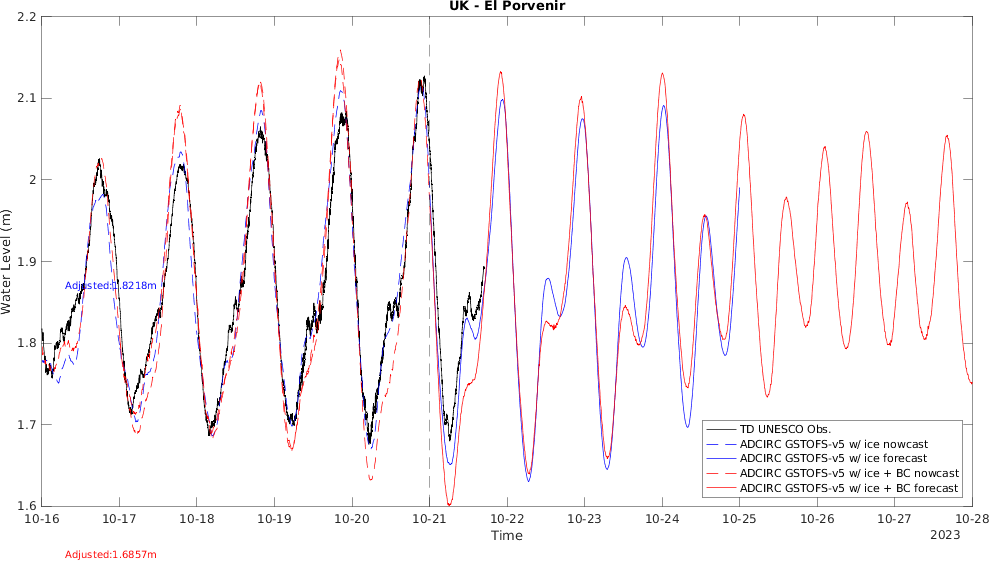 UK - El Porvenir
2.2
2.1
2
1.9
1.8
1.7
1.6
Water Level (m)
Adjusted:1.8218m
TD UNESCO Obs.
ADCIRC GSTOFS-v5 w/ ice nowcast
ADCIRC GSTOFS-v5 w/ ice forecast
ADCIRC GSTOFS-v5 w/ ice + BC nowcast
ADCIRC GSTOFS-v5 w/ ice + BC forecast
10-16 10-17 10-18 10-19 10-20 10-21 10-22 10-23 10-24 10-25 10-26 10-27 10-28
Time
2023
Adjusted:1.6857m